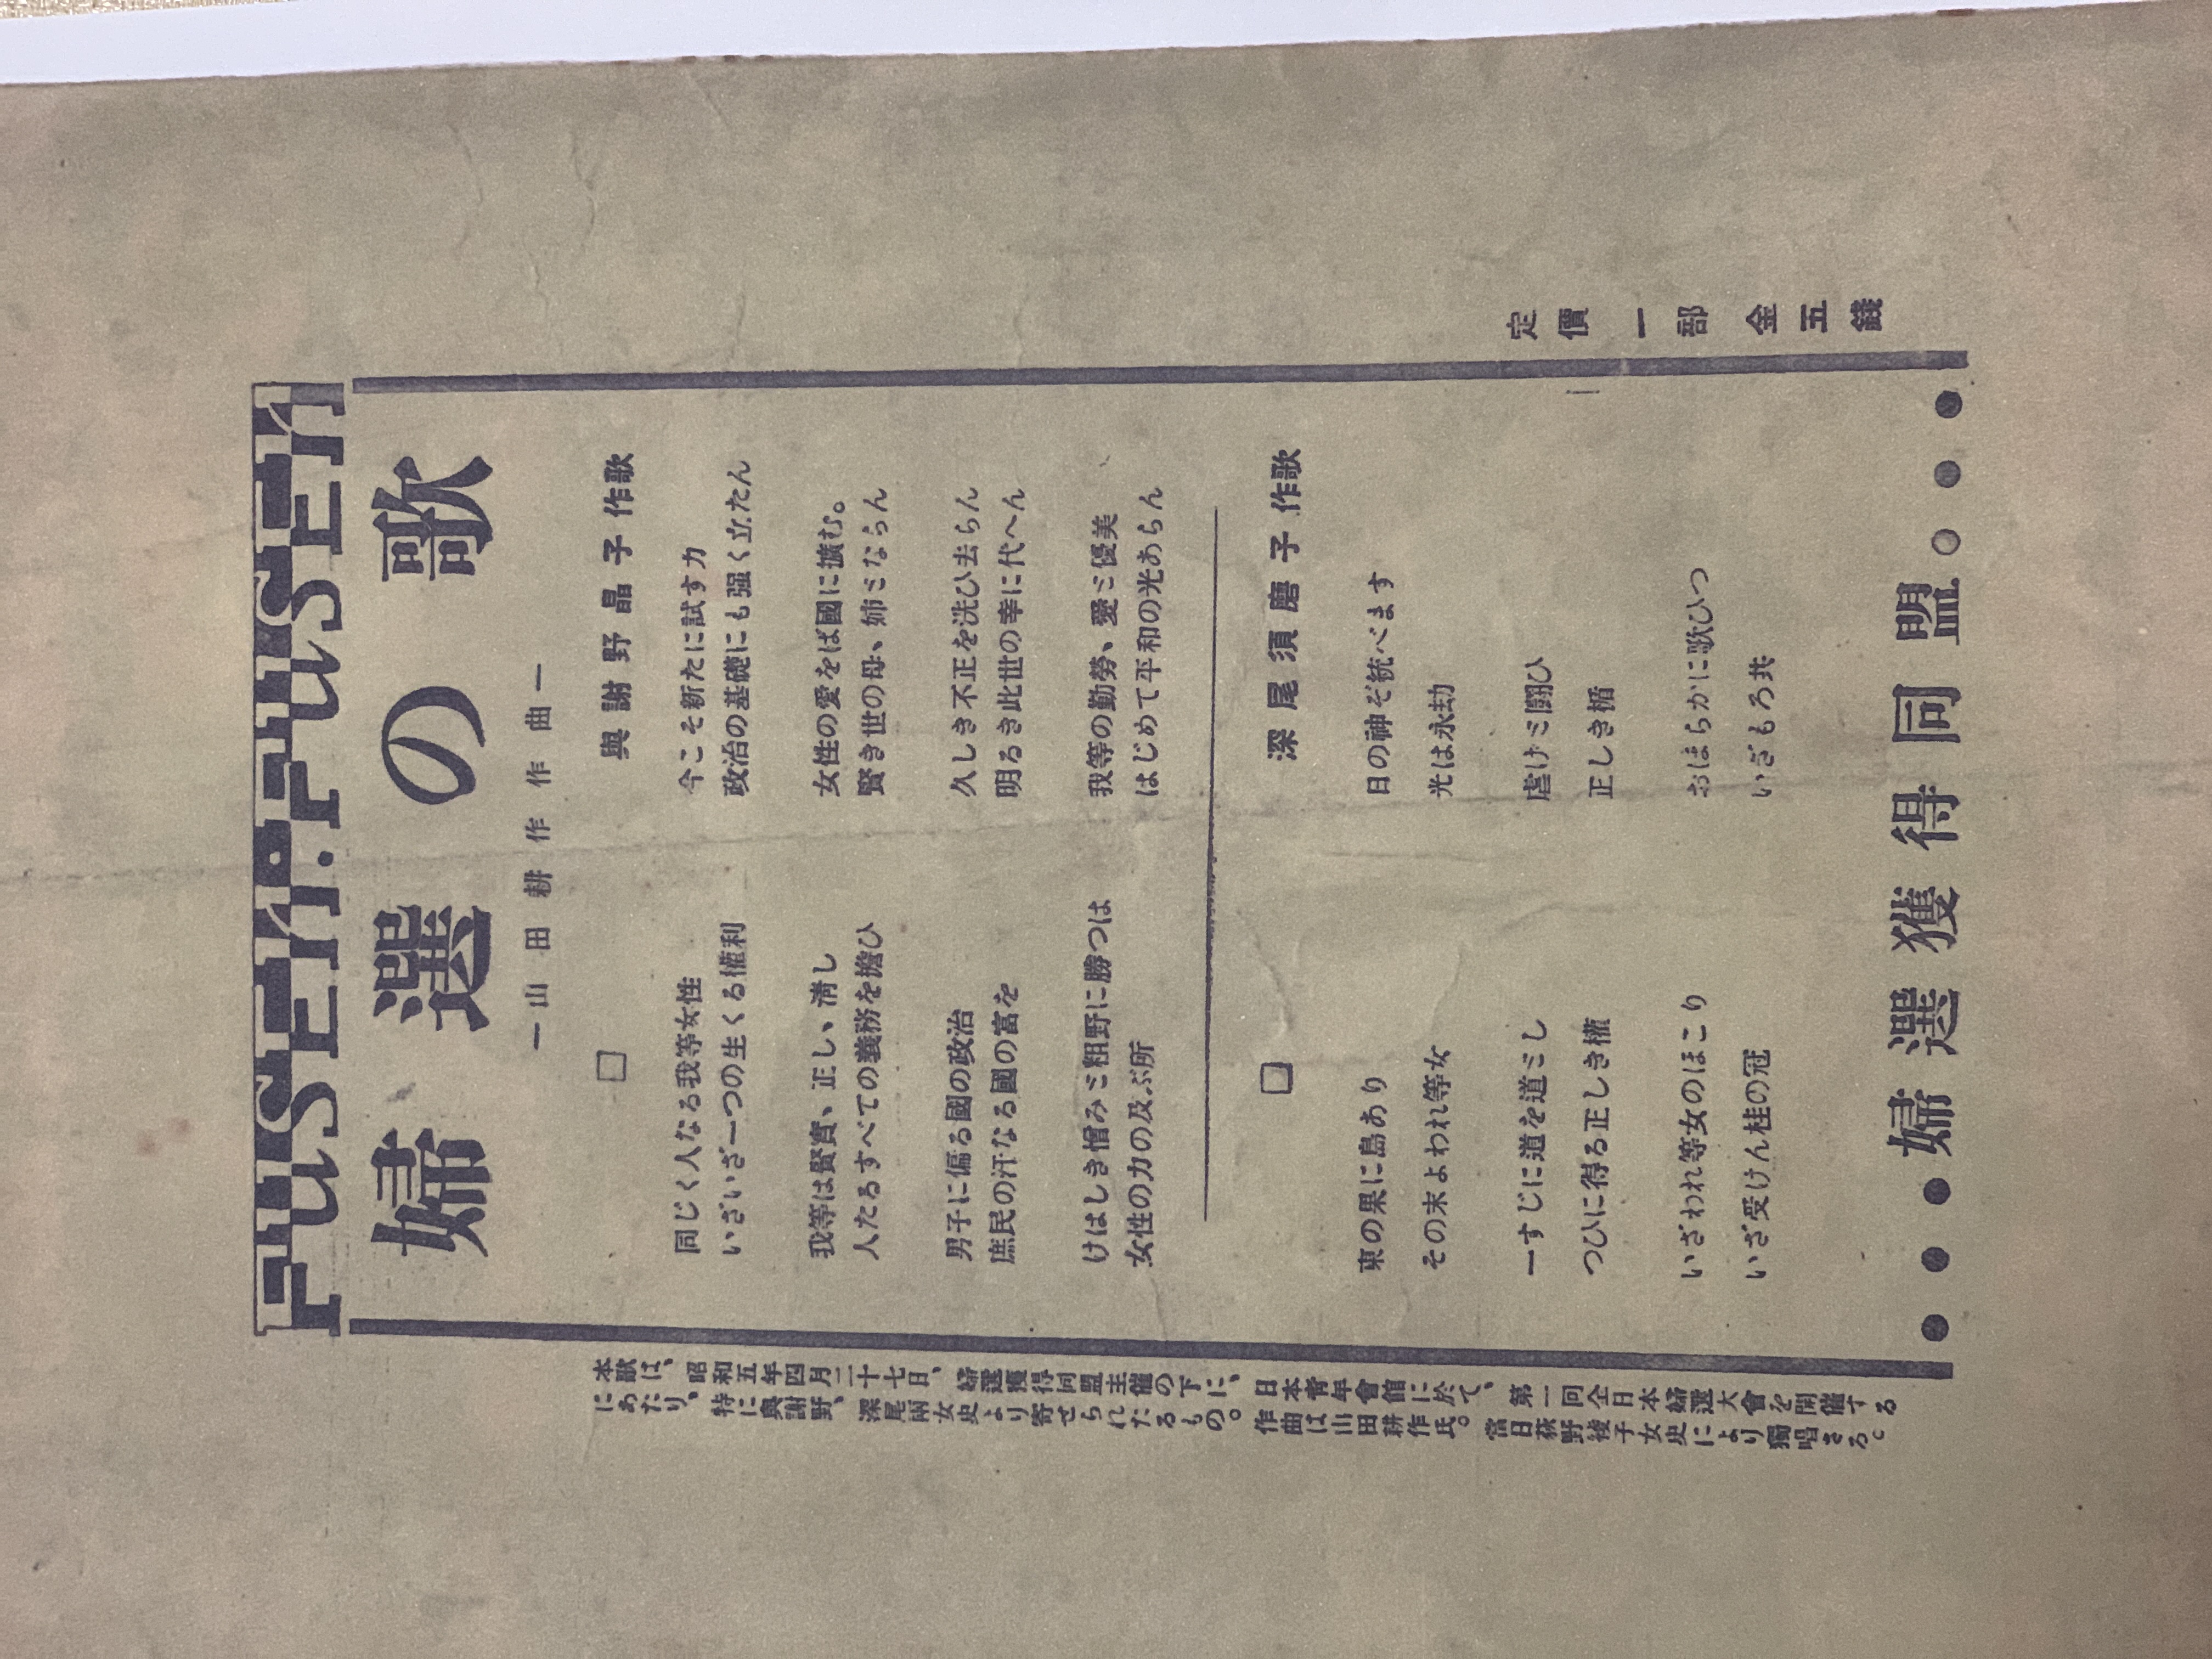 FUSEN.FUSEN
婦選の歌
―山田耕作作曲―
□ 與謝野晶子作歌
同じく人なる我等女性
今こそ新たに試す力
いざいざ一つの生くる權利
政治の基礎にも强く立たん
我等は賢實、正し、淸し
女性の愛をば國に擴む。
人たるすべての義務を擔ひ
賢き世の母、姉ミならん
男子に偏る國の政治
久しき不正を洗ひ去らん
庶民の汗なる國の富を
明るき此世の幸に代へん
けはしき憎みミ粗野に勝つは
我等の勤勞、愛ミ優美
女性の力の及ぶ所
はじめて平和の光あらん
□ 深尾須磨子作歌
東の果に島あり
日の神ぞ統べます
その末よわれ等女
光は永劫
一すじに道を道ミし
虐げミ鬪ひ
つひに得る正しき權
正しき楯
いざわれ等女のほこり
おほらかに歌ひつ
いざ受けん桂の冠
いざもろ共
婦選獲得同盟
本歌は、昭和五年四月二十七日、婦選獲得同盟主催の下に、日本靑年會館に於て、第一回全日本婦選大會を開催する
にあたり、特に與謝野、深尾兩女史より寄せられたるもの。作曲は山田耕作氏。當日荻野綾子女史により獨唱さる。
定價一部金五錢